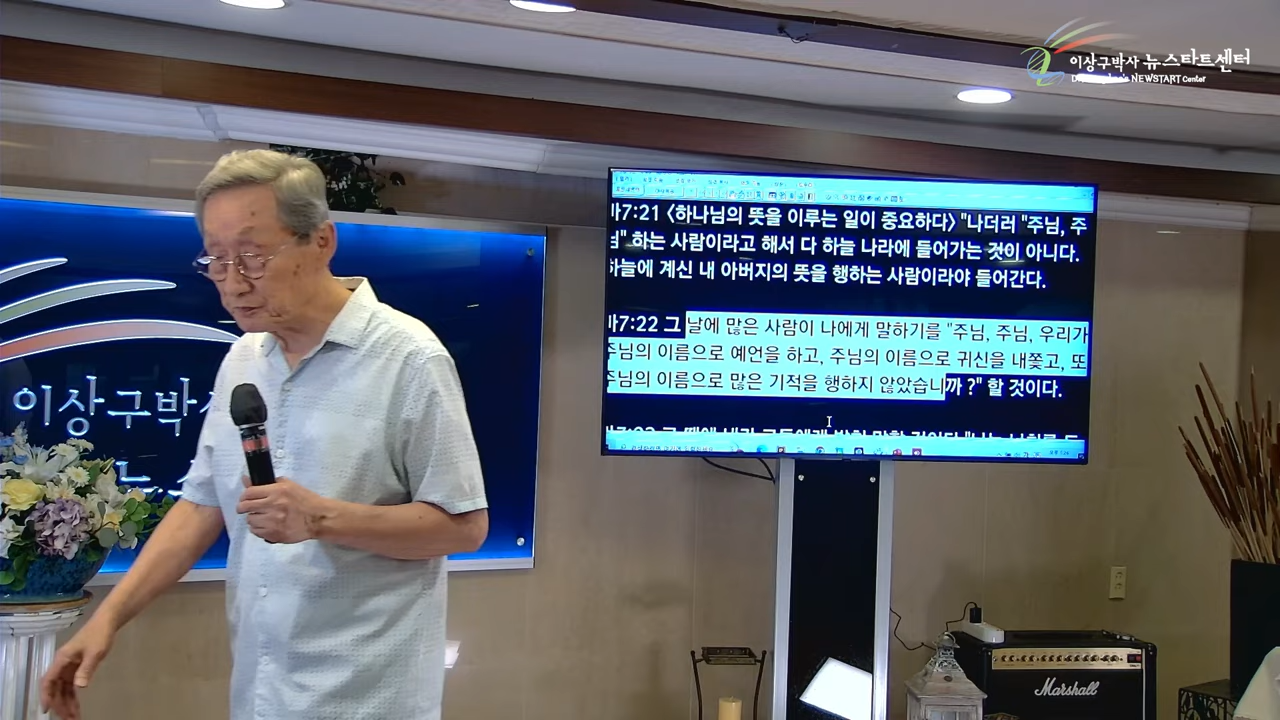 이상구박사 뉴스타트센터
NEWSTART Center
마7:21 <하나님의 뜻을 이루는 일이 중요하다> "나더러 "주님, 주
님" 하는 사람이라고 해서 다 하늘 나라에 들어가는 것이 아니다.
하늘에 계신 내 아버지의 뜻을 행하는 사람이라야 들어간다.
마7:22 그 날에 많은 사람이 나에게 말하기를 "주님, 주님, 우리가
주님의 이름으로 예언을 하고, 주님의 이름으로 귀신을 내쫓고, 또
주님의 이름으로 많은 기적을 행하지 않았습니까 ?" 할 것이다.
이상구박사
뉴스
Marshall